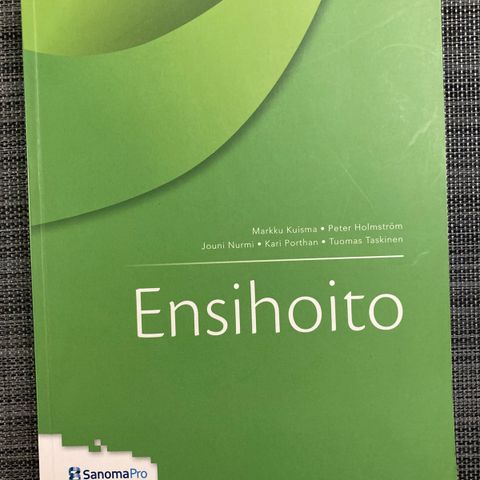 Markku Kuisma • Peter Holmström
Jouni Nurmi • Kari Porthan • Tuomas Taskinen
Ensihoito
SanomaPro